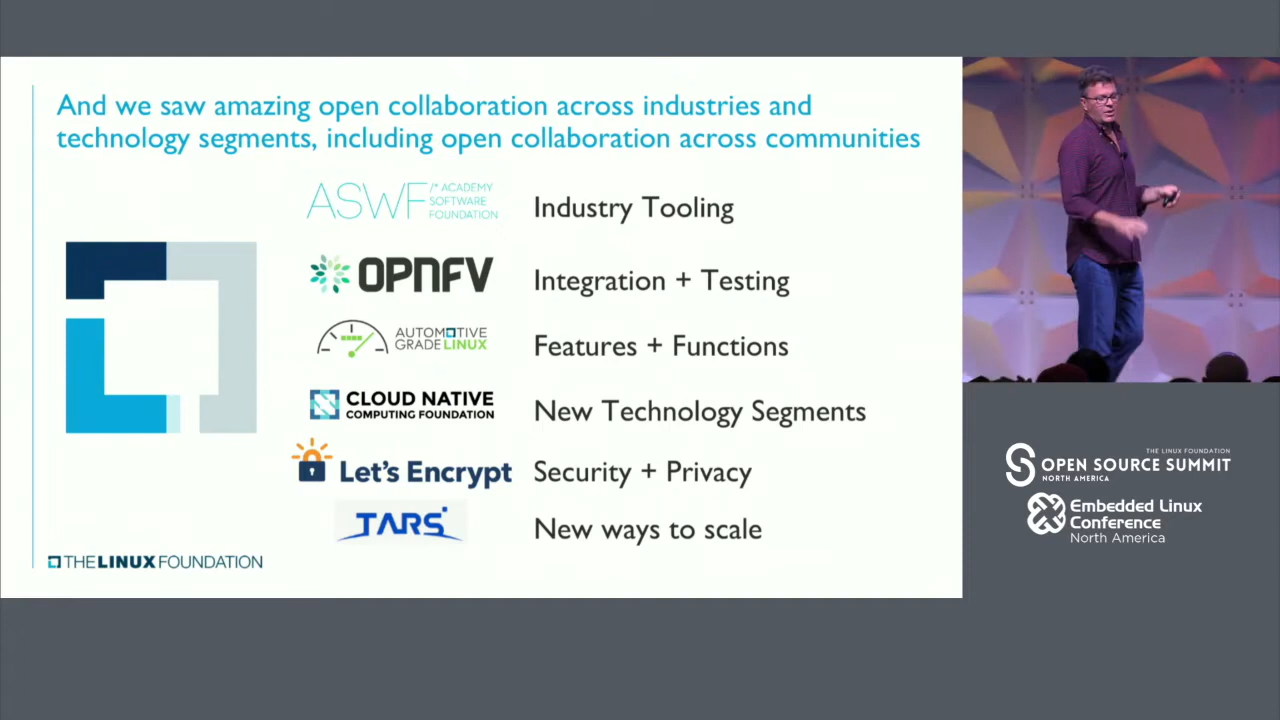 And we saw amazing open collaboration across industries and
technology segments, including open collaboration across communities
ASWF
/* ACADEMY
SOFTWARE
FOUNDATION
Industry Tooling
OPNFV
Integration + Testing
AUTOMOTIVE
GRADE LINUX
Features + Functions
CLOUD NATIVE
COMPUTING FOUNDATION
New Technology Segments
Let's Encrypt
Security + Privacy
TARS
New ways to scale
THE LINUX FOUNDATION
THE LINUX FOUNDATION
OPEN SOURCE SUMMIT
NORTH AMERICA
Embedded Linux
Conference
North America